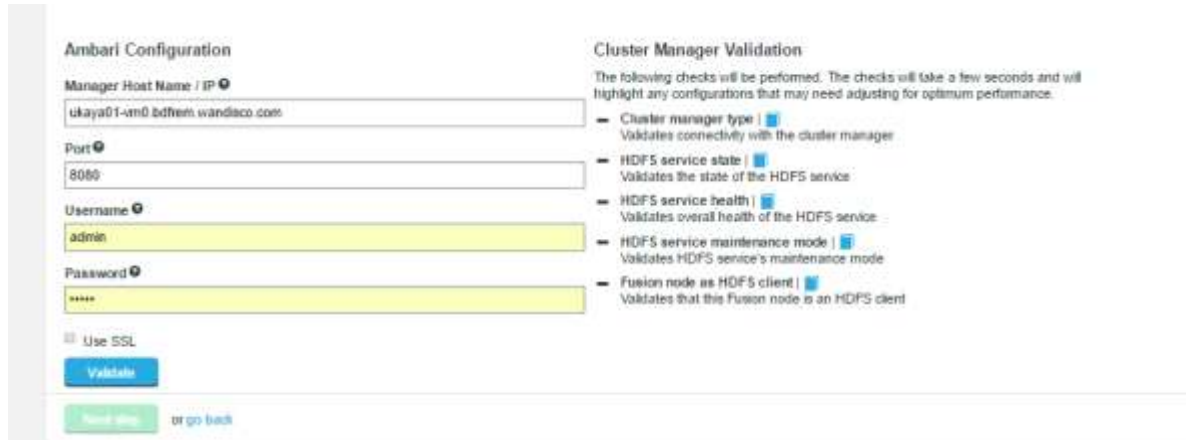 Ambari Configuration
Manager Host Name / IP
ukaya01-vm0.bdfrem.wandisco.com
Port
8080
Username
admin
Password
•••••
Use SSL
Validate
Next step
or go back
Cluster Manager Validation
The following checks will be performed. The checks will take a few seconds and will
highlight any configurations that may need adjusting for optimum performance.
Cluster manager type |
Validates connectivity with the cluster manager
HDFS service state |
Validates the state of the HDFS service
HDFS service health |
Validates overall health of the HDFS service
HDFS service maintenance mode |
Validates HDFS service's maintenance mode
Fusion node as HDFS client |
Validates that this Fusion node is an HDFS client